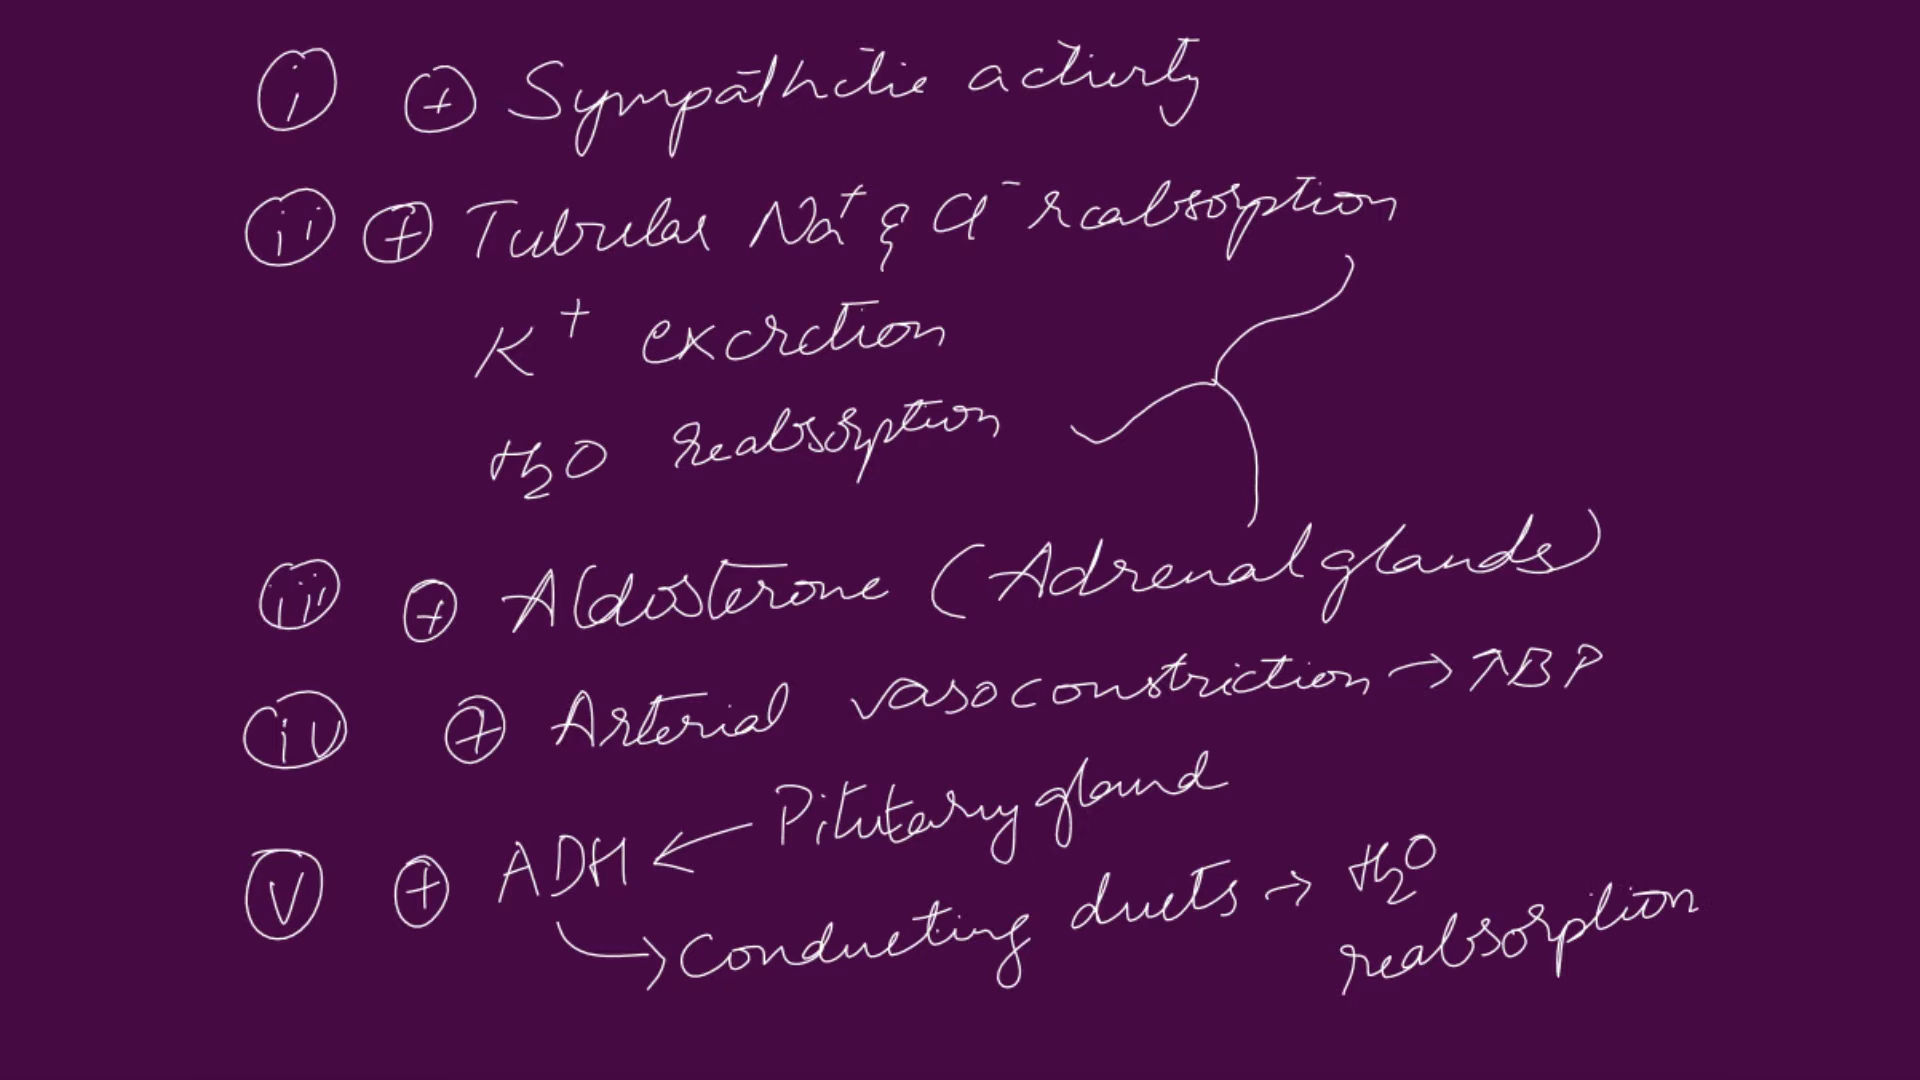 i + Sympathetic activity
ii + Tubular Na+ & Cl- reabsorption
K+ excretion
H2O reabsorption
iii + Aldosterone (Adrenal glands)
iv + Arterial vasoconstriction → ↑BP
v + ADH ← Pitutary gland
→ Conducting ducts → H2O
reabsorption